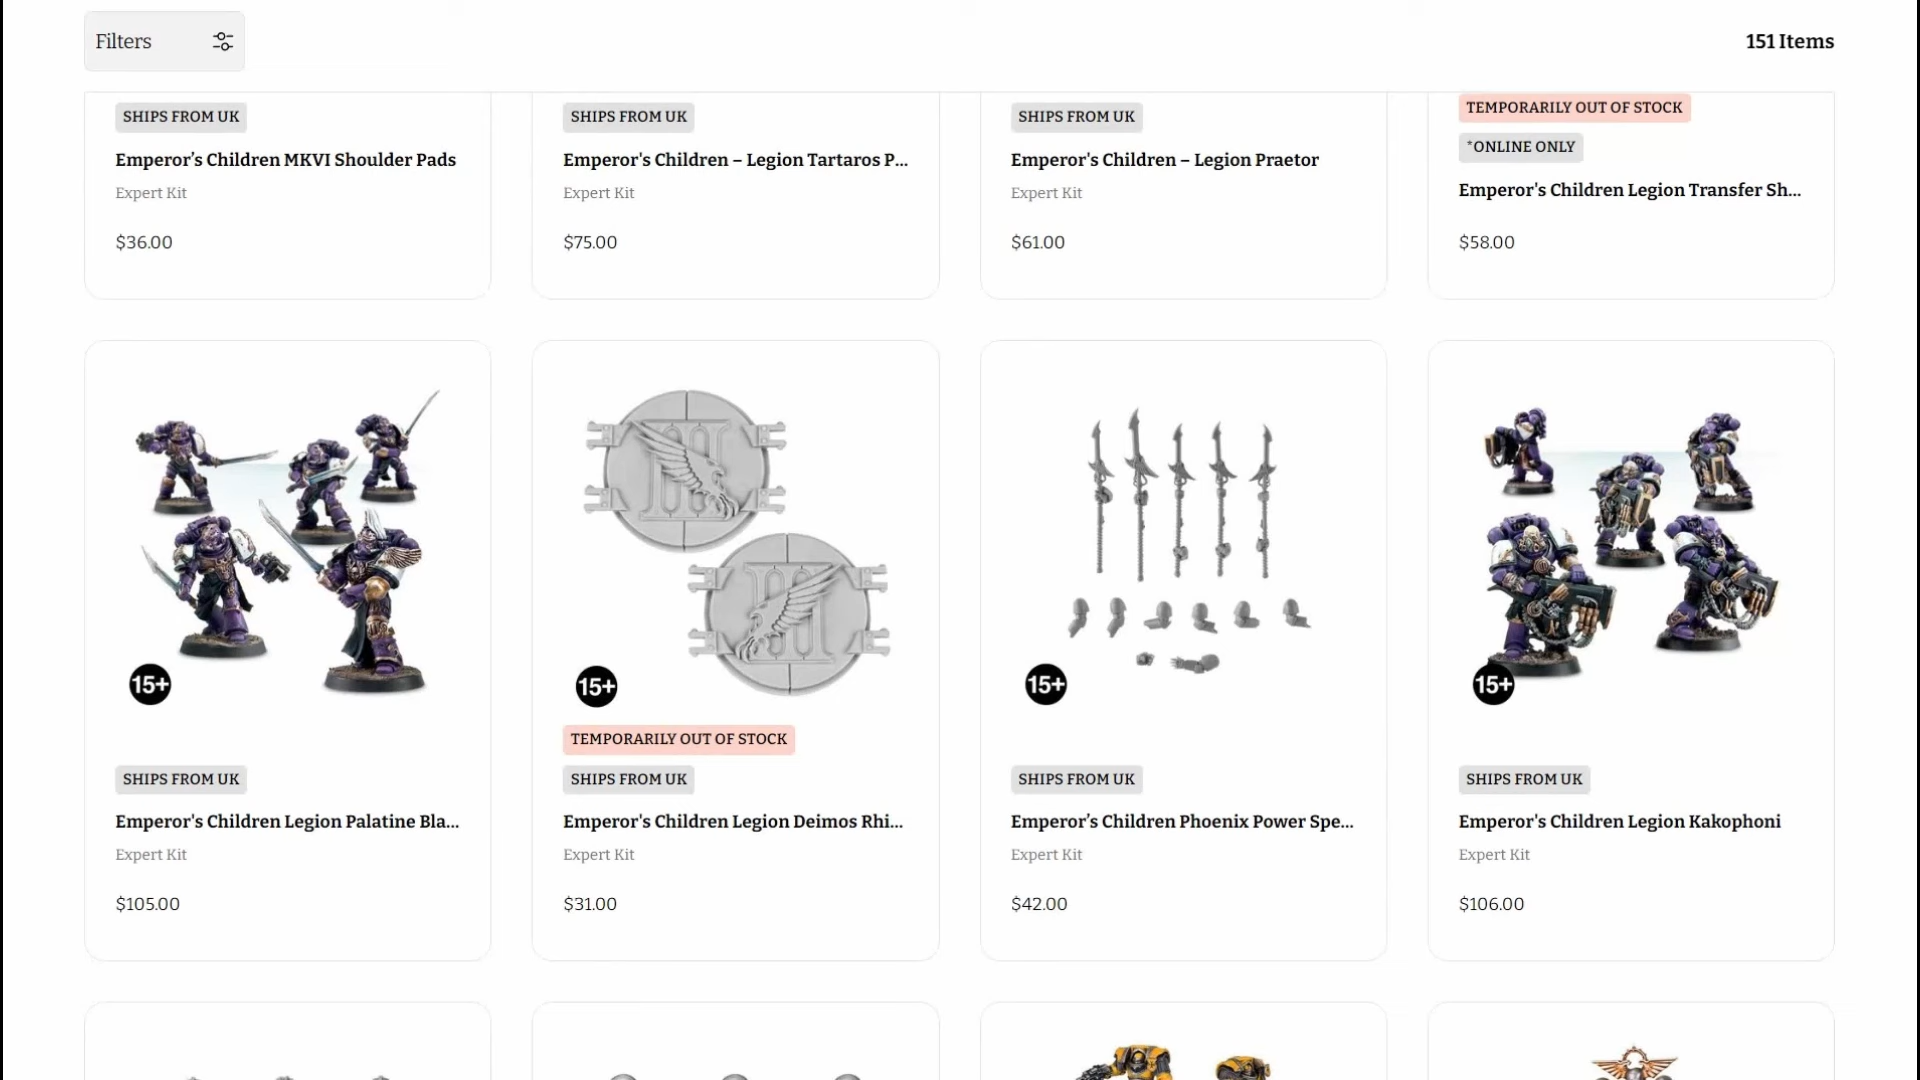 Filters
151 Items
SHIPS FROM UK
Emperor’s Children MKVI Shoulder Pads
Expert Kit
$36.00
SHIPS FROM UK
Emperor's Children – Legion Tartaros P...
Expert Kit
$75.00
SHIPS FROM UK
Emperor's Children – Legion Praetor
Expert Kit
$61.00
TEMPORARILY OUT OF STOCK
*ONLINE ONLY
Emperor's Children Legion Transfer Sh...
$58.00
15+
SHIPS FROM UK
Emperor's Children Legion Palatine Bla...
Expert Kit
$105.00
15+
TEMPORARILY OUT OF STOCK
SHIPS FROM UK
Emperor's Children Legion Deimos Rhi...
Expert Kit
$31.00
15+
SHIPS FROM UK
Emperor’s Children Phoenix Power Spe...
Expert Kit
$42.00
15+
SHIPS FROM UK
Emperor's Children Legion Kakophoni
Expert Kit
$106.00